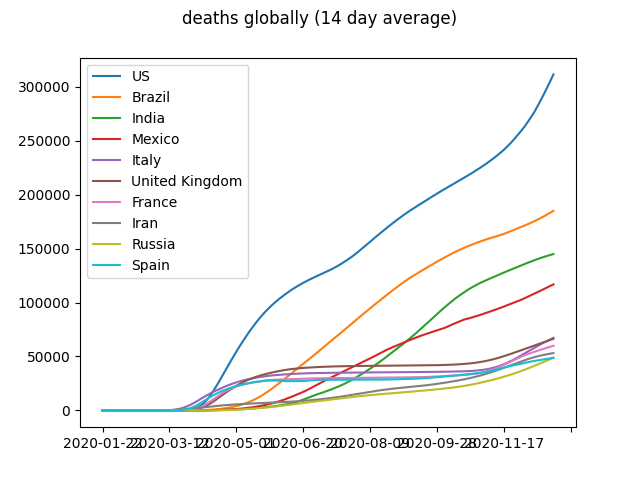 deaths globally (14 day average)
300000
250000
200000
150000
100000
50000
0
US
Brazil
India
Mexico
Italy
United Kingdom
France
Iran
Russia
Spain
2020-01-22 2020-03-12 2020-05-01 2020-06-20 2020-08-09 2020-09-28 2020-11-17